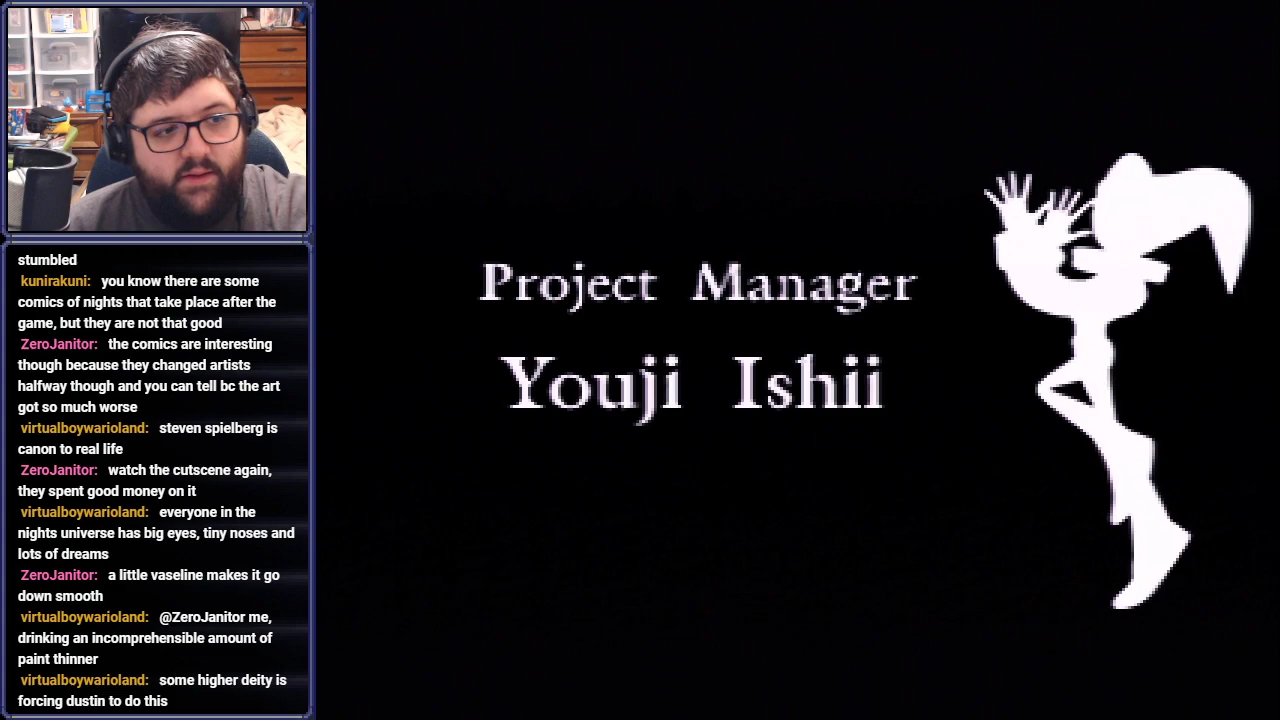 stumbled
kunirakuni: you know there are some
comics of nights that take place after the
game, but they are not that good
ZeroJanitor: the comics are interesting
though because they changed artists
halfway though and you can tell bc the art
got so much worse
virtualboywarioland: steven spielberg is
canon to real life
ZeroJanitor: watch the cutscene again,
they spent good money on it
virtualboywarioland: everyone in the
nights universe has big eyes, tiny noses and
lots of dreams
ZeroJanitor: a little vaseline makes it go
down smooth
virtualboywarioland: @ZeroJanitor me,
drinking an incomprehensible amount of
paint thinner
virtualboywarioland: some higher deity is
forcing dustin to do this
Project Manager
Youji Ishii